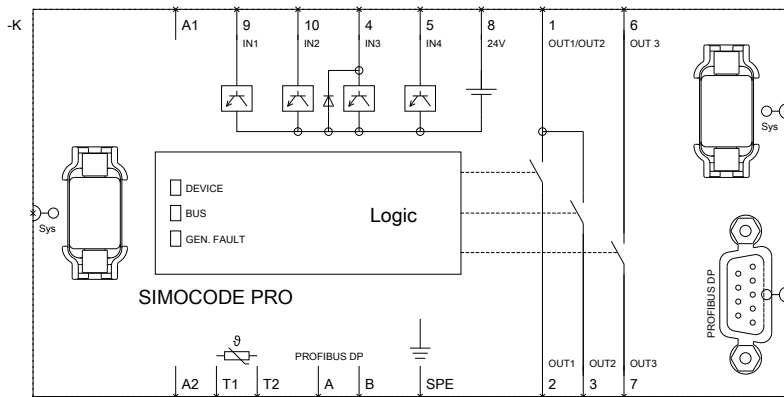 -K
A1 9 10 4 5 8 1 6
IN1 IN2 IN3 IN4 24V OUT1/OUT2 OUT 3
Sys
DEVICE
BUS
GEN. FAULT
Logic
Sys
SIMOCODE PRO
PROFIBUS DP
ϑ
PROFIBUS DP
OUT1 OUT2 OUT3
A2 T1 T2 A B SPE 2 3 7